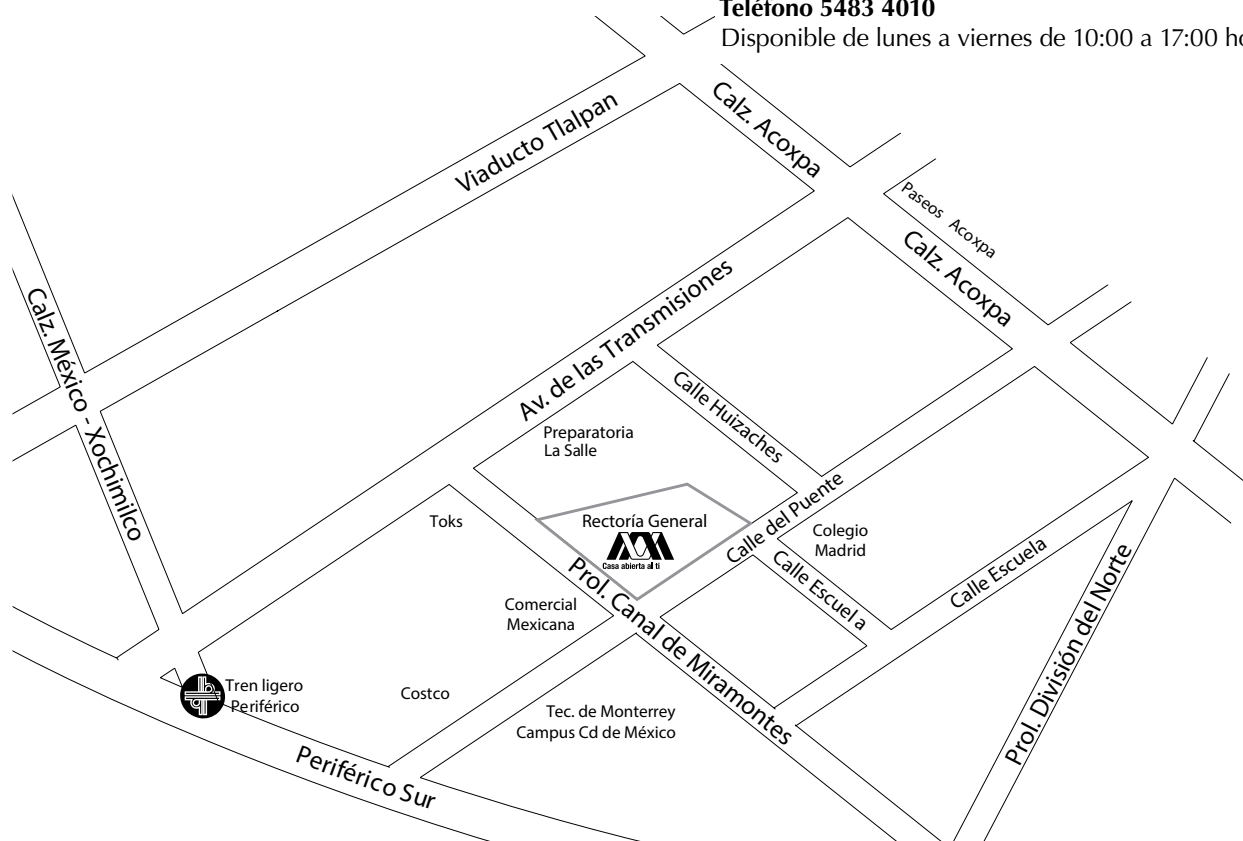 Teléfono 5483 4010
Disponible de lunes a viernes de 10:00 a 17:00
Calz. Acoxpa
Viaducto Tlalpan
Paseos Acoxpa
Calz. Acoxpa
Av. de las Transmisiones
Calz. México - Xochimilco
Calle Huizaches
Preparatoria
La Salle
Calle del Puente
Toks
Rectoría General
Casa abierta al ti
Colegio
Madrid
Calle Escuela
Calle Escuela
Prol. Canal de Miramontes
Comercial
Mexicana
Prol. División del Norte
Tren ligero
Periférico
Costco
Tec. de Monterrey
Campus Cd de México
Periférico Sur